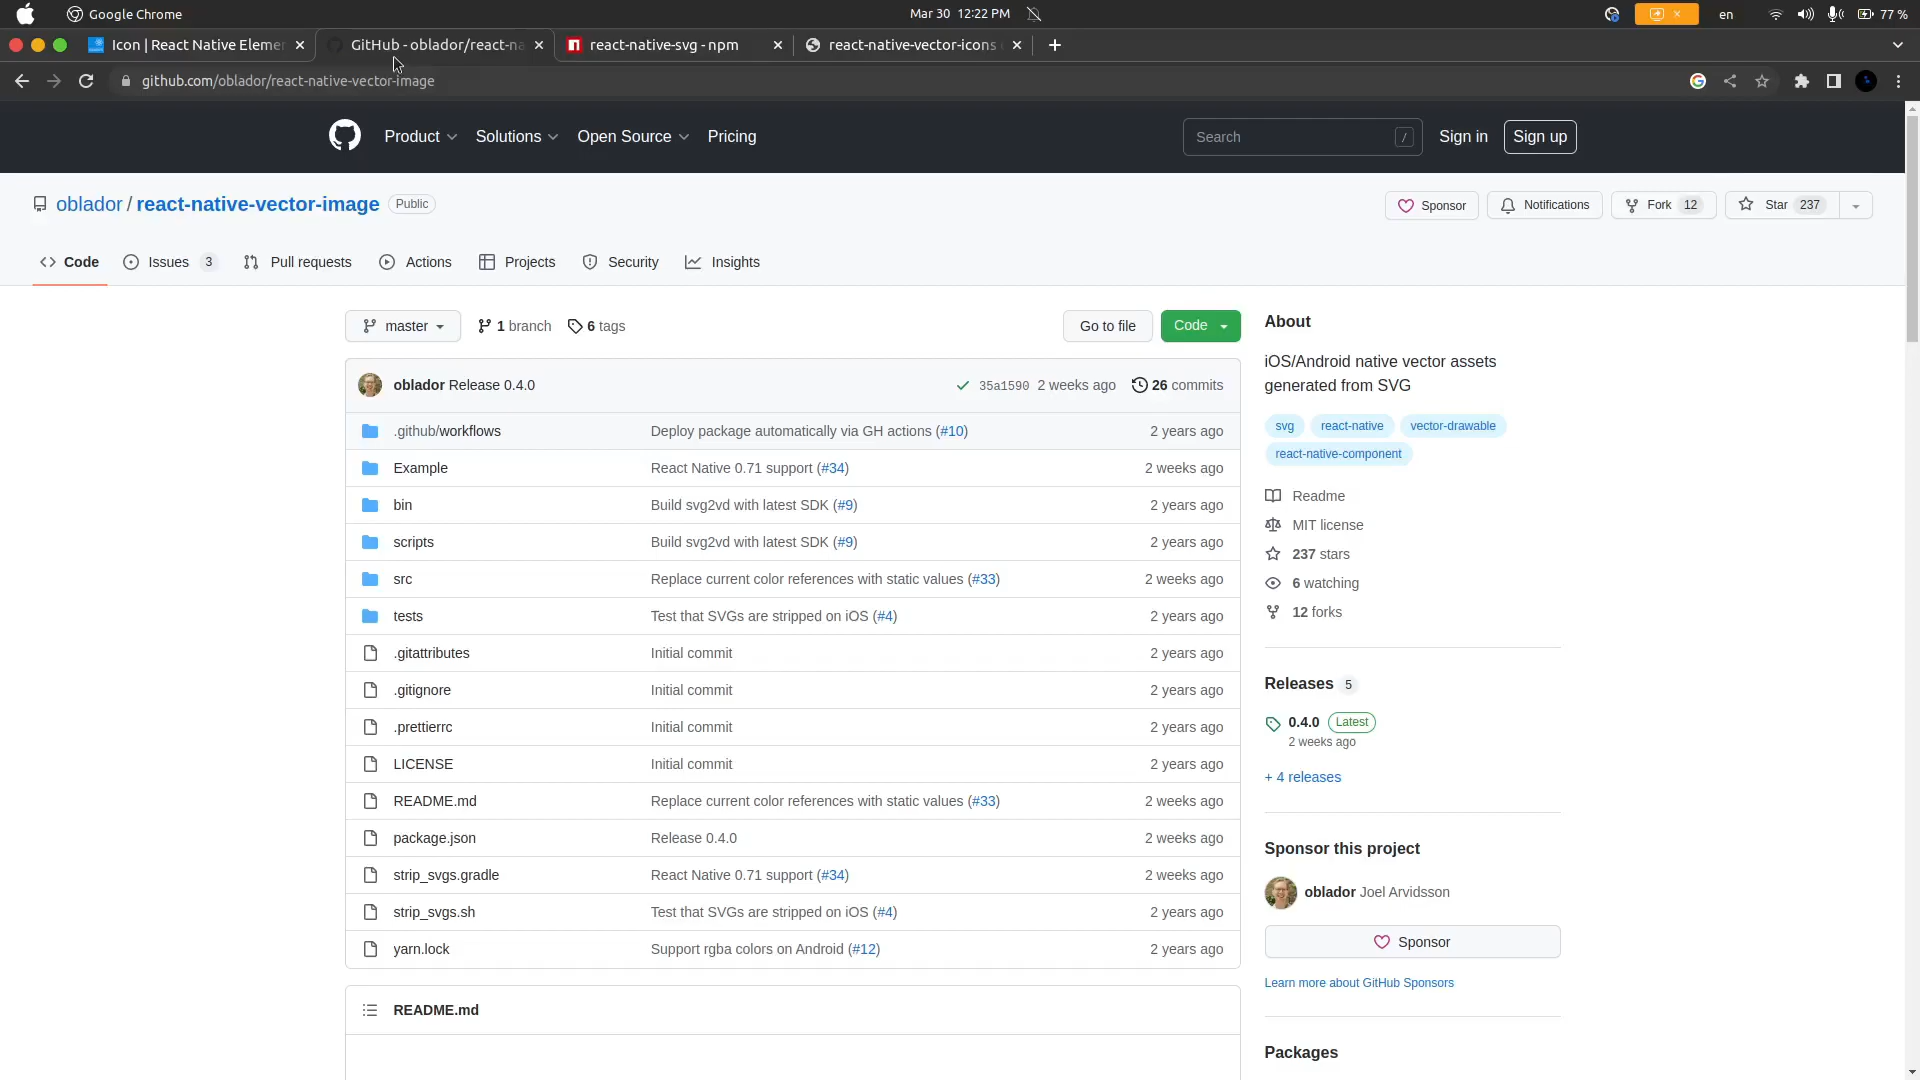 Google Chrome
Mar 30 12:22 PM
en
77 %
Icon | React Native Elemen
GitHub - oblador/react-na
react-native-svg - npm
react-native-vector-icons
github.com/oblador/react-native-vector-image
Product
Solutions
Open Source
Pricing
Search
/
Sign in
Sign up
oblador / react-native-vector-image
Public
Sponsor
Notifications
Fork 12
Star 237
Code
Issues 3
Pull requests
Actions
Projects
Security
Insights
master
1 branch
6 tags
Go to file
Code
oblador Release 0.4.0
35a1590 2 weeks ago
26 commits
.github/workflows Deploy package automatically via GH actions (#10) 2 years ago
Example React Native 0.71 support (#34) 2 weeks ago
bin Build svg2vd with latest SDK (#9) 2 years ago
scripts Build svg2vd with latest SDK (#9) 2 years ago
src Replace current color references with static values (#33) 2 weeks ago
tests Test that SVGs are stripped on iOS (#4) 2 years ago
.gitattributes Initial commit 2 years ago
.gitignore Initial commit 2 years ago
.prettierrc Initial commit 2 years ago
LICENSE Initial commit 2 years ago
README.md Replace current color references with static values (#33) 2 weeks ago
package.json Release 0.4.0 2 weeks ago
strip_svgs.gradle React Native 0.71 support (#34) 2 weeks ago
strip_svgs.sh Test that SVGs are stripped on iOS (#4) 2 years ago
yarn.lock Support rgba colors on Android (#12) 2 years ago
README.md
About
iOS/Android native vector assets
generated from SVG
svg
react-native
vector-drawable
react-native-component
Readme
MIT license
237 stars
6 watching
12 forks
Releases 5
0.4.0 Latest
2 weeks ago
+ 4 releases
Sponsor this project
oblador Joel Arvidsson
Sponsor
Learn more about GitHub Sponsors
Packages